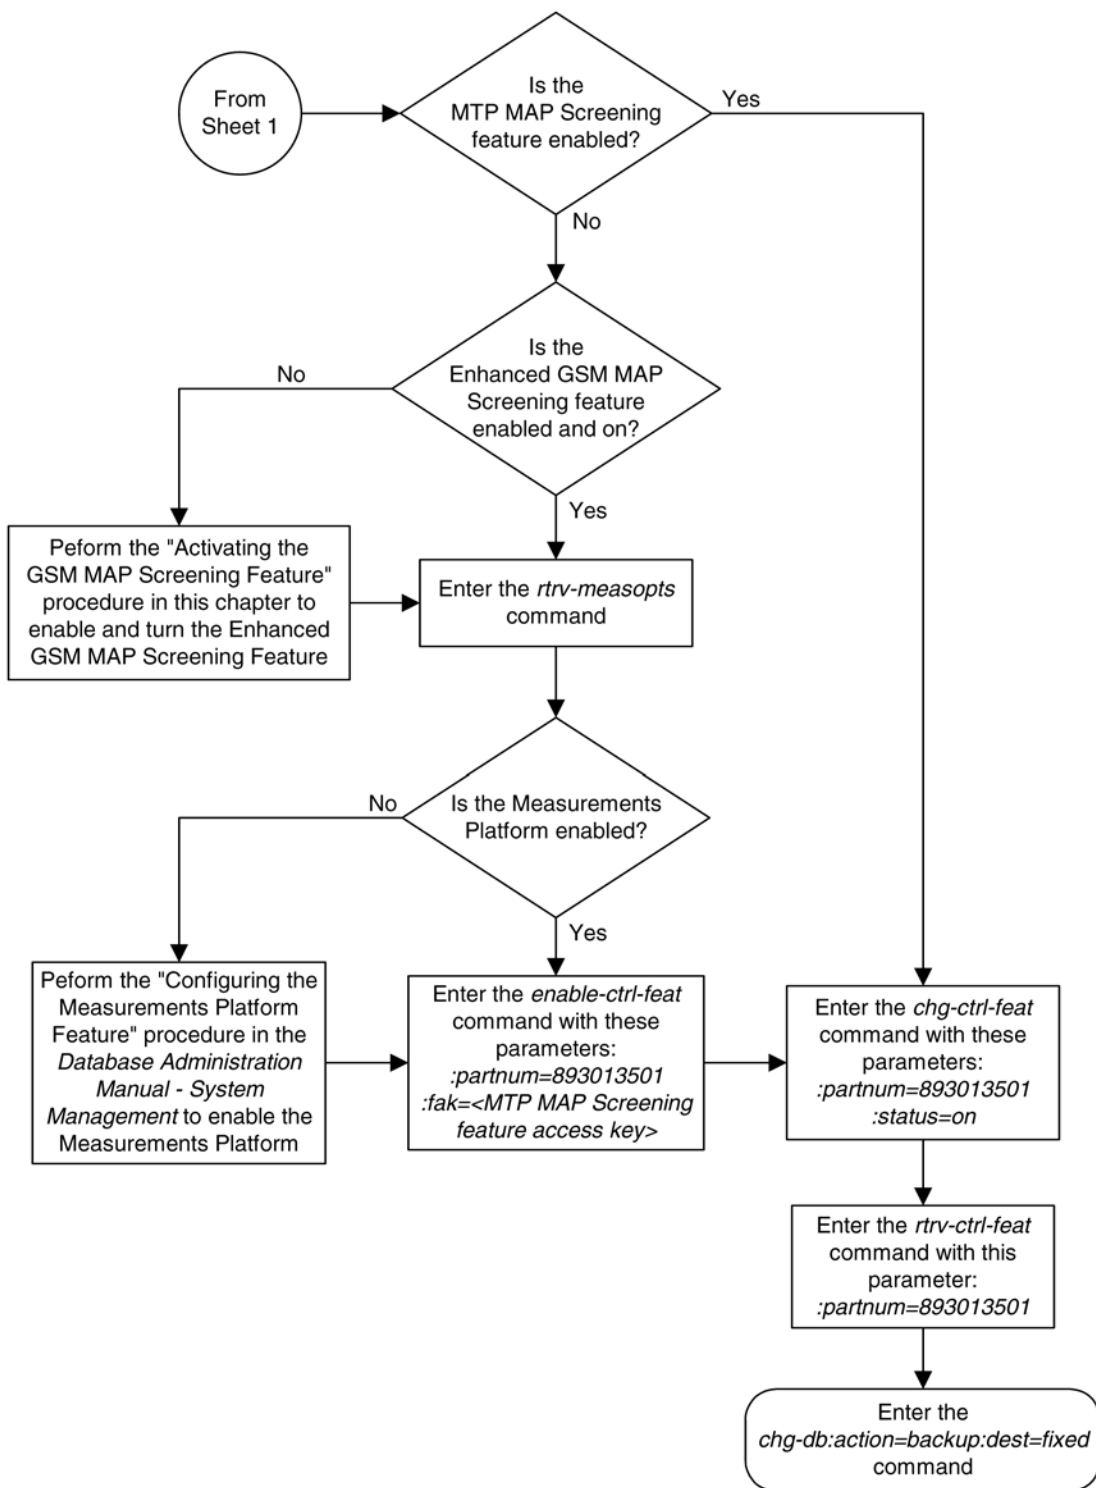 From
Sheet 1
Is the
MTP MAP Screening
feature enabled?
Yes
No
Is the
Enhanced GSM MAP
Screening feature
enabled and on?
No
Yes
Peform the "Activating the
GSM MAP Screening Feature"
procedure in this chapter to
enable and turn the Enhanced
GSM MAP Screening Feature
Enter the rtrv-measopts
command
Is the Measurements
Platform enabled?
No
Yes
Peform the "Configuring the
Measurements Platform
Feature" procedure in the
Database Administration
Manual - System
Management to enable the
Measurements Platform
Enter the enable-ctrl-feat
command with these
parameters:
:partnum=893013501
:fak=<MTP MAP Screening
feature access key>
Enter the chg-ctrl-feat
command with these
parameters:
:partnum=893013501
:status=on
Enter the rtrv-ctrl-feat
command with this
parameter:
:partnum=893013501
Enter the
chg-db:action=backup:dest=fixed
command